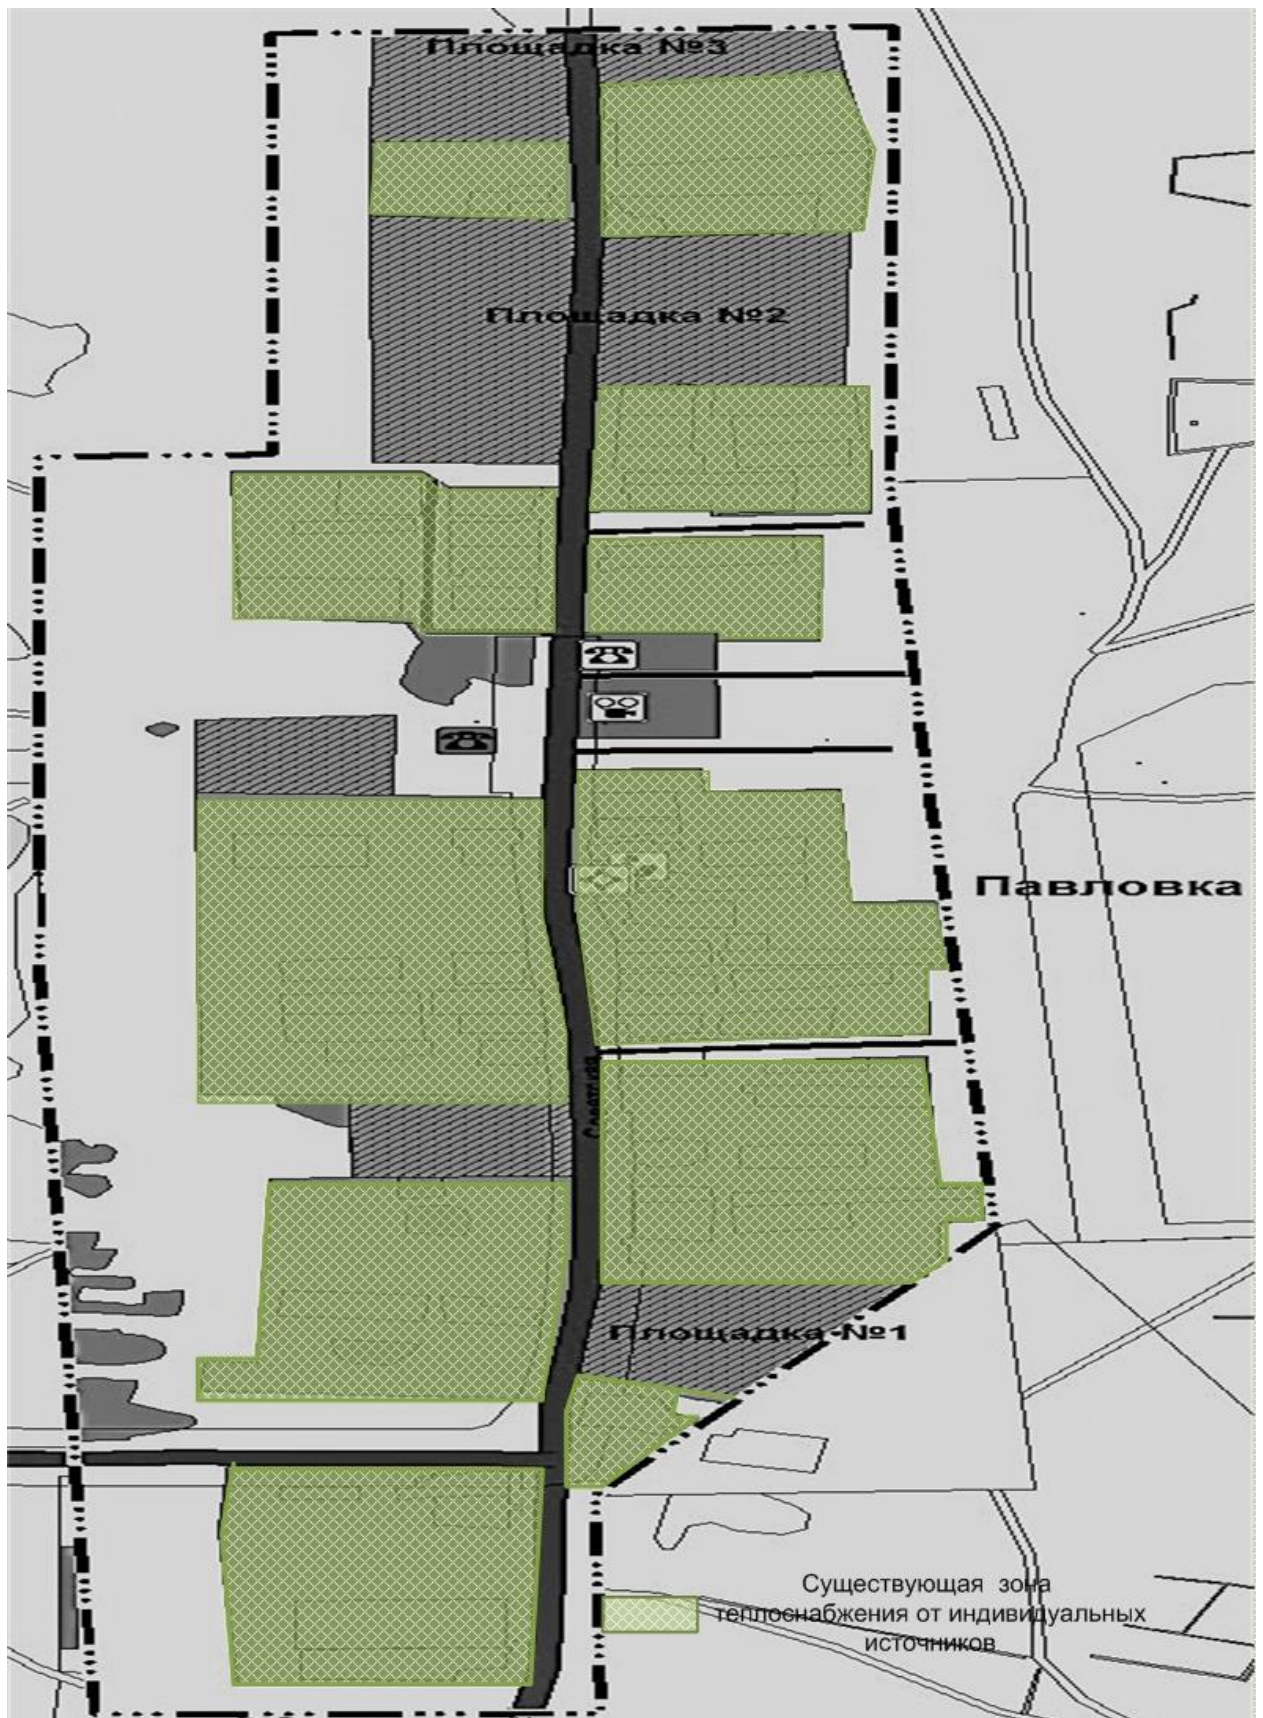 Площадка №3
Площадка №2
Павловка
Площадка №1
Существующая зона
теплоснабжения от индивидуальных
источников